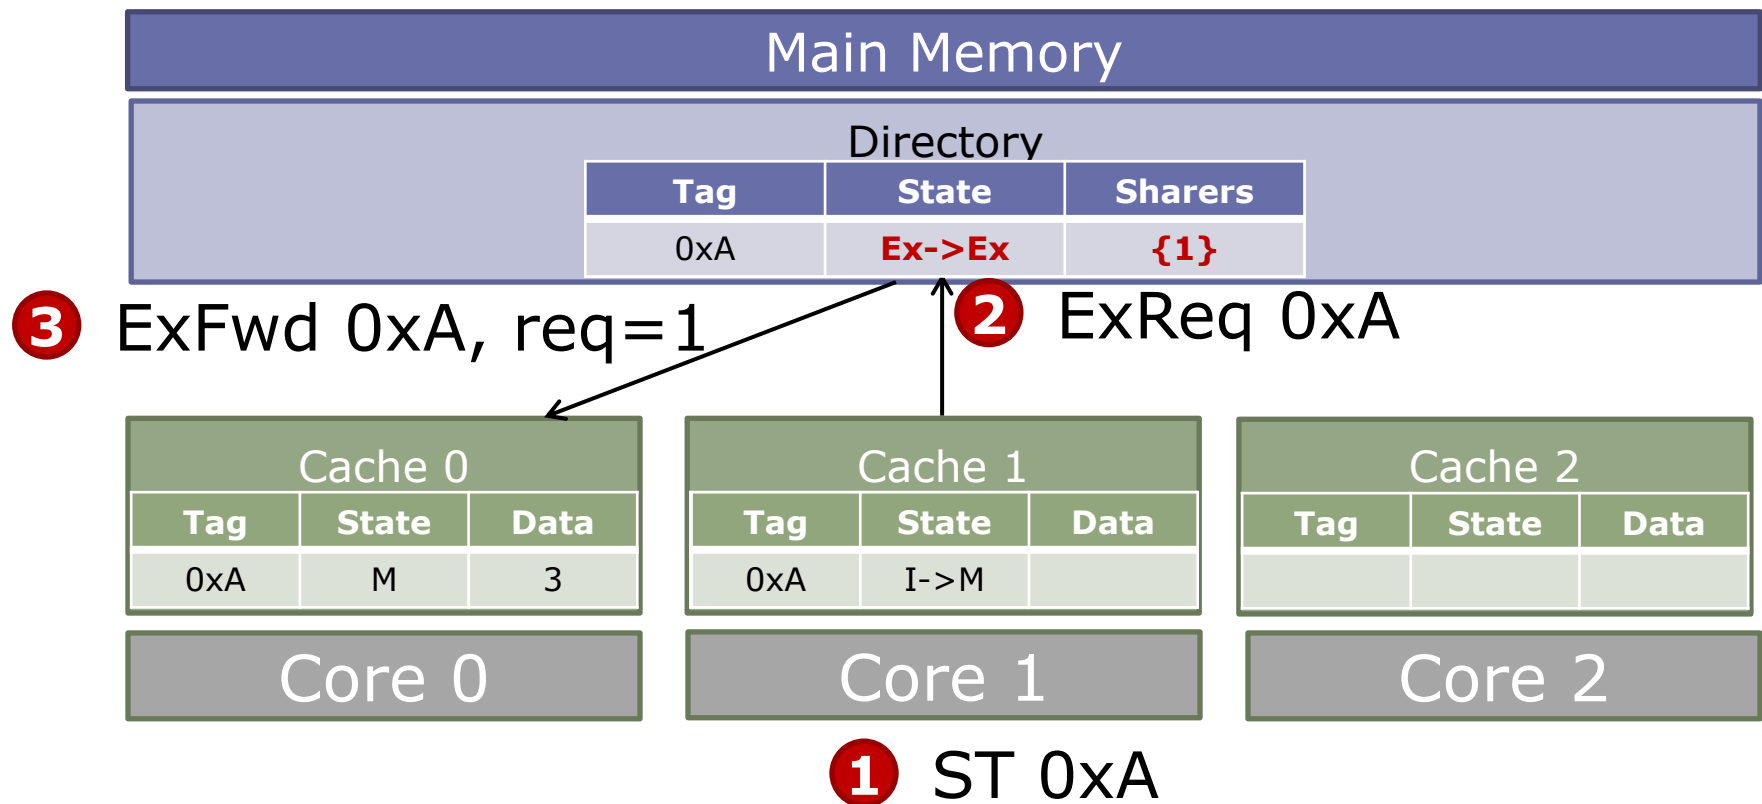 Main Memory
Directory
Tag State Sharers
0xA Ex->Ex {1}
3 ExFwd 0xA, req=1
2 ExReq 0xA
Cache 0
Tag State Data
0xA M 3
Cache 1
Tag State Data
0xA I->M
Cache 2
Tag State Data
Core 0
Core 1
Core 2
1 ST 0xA